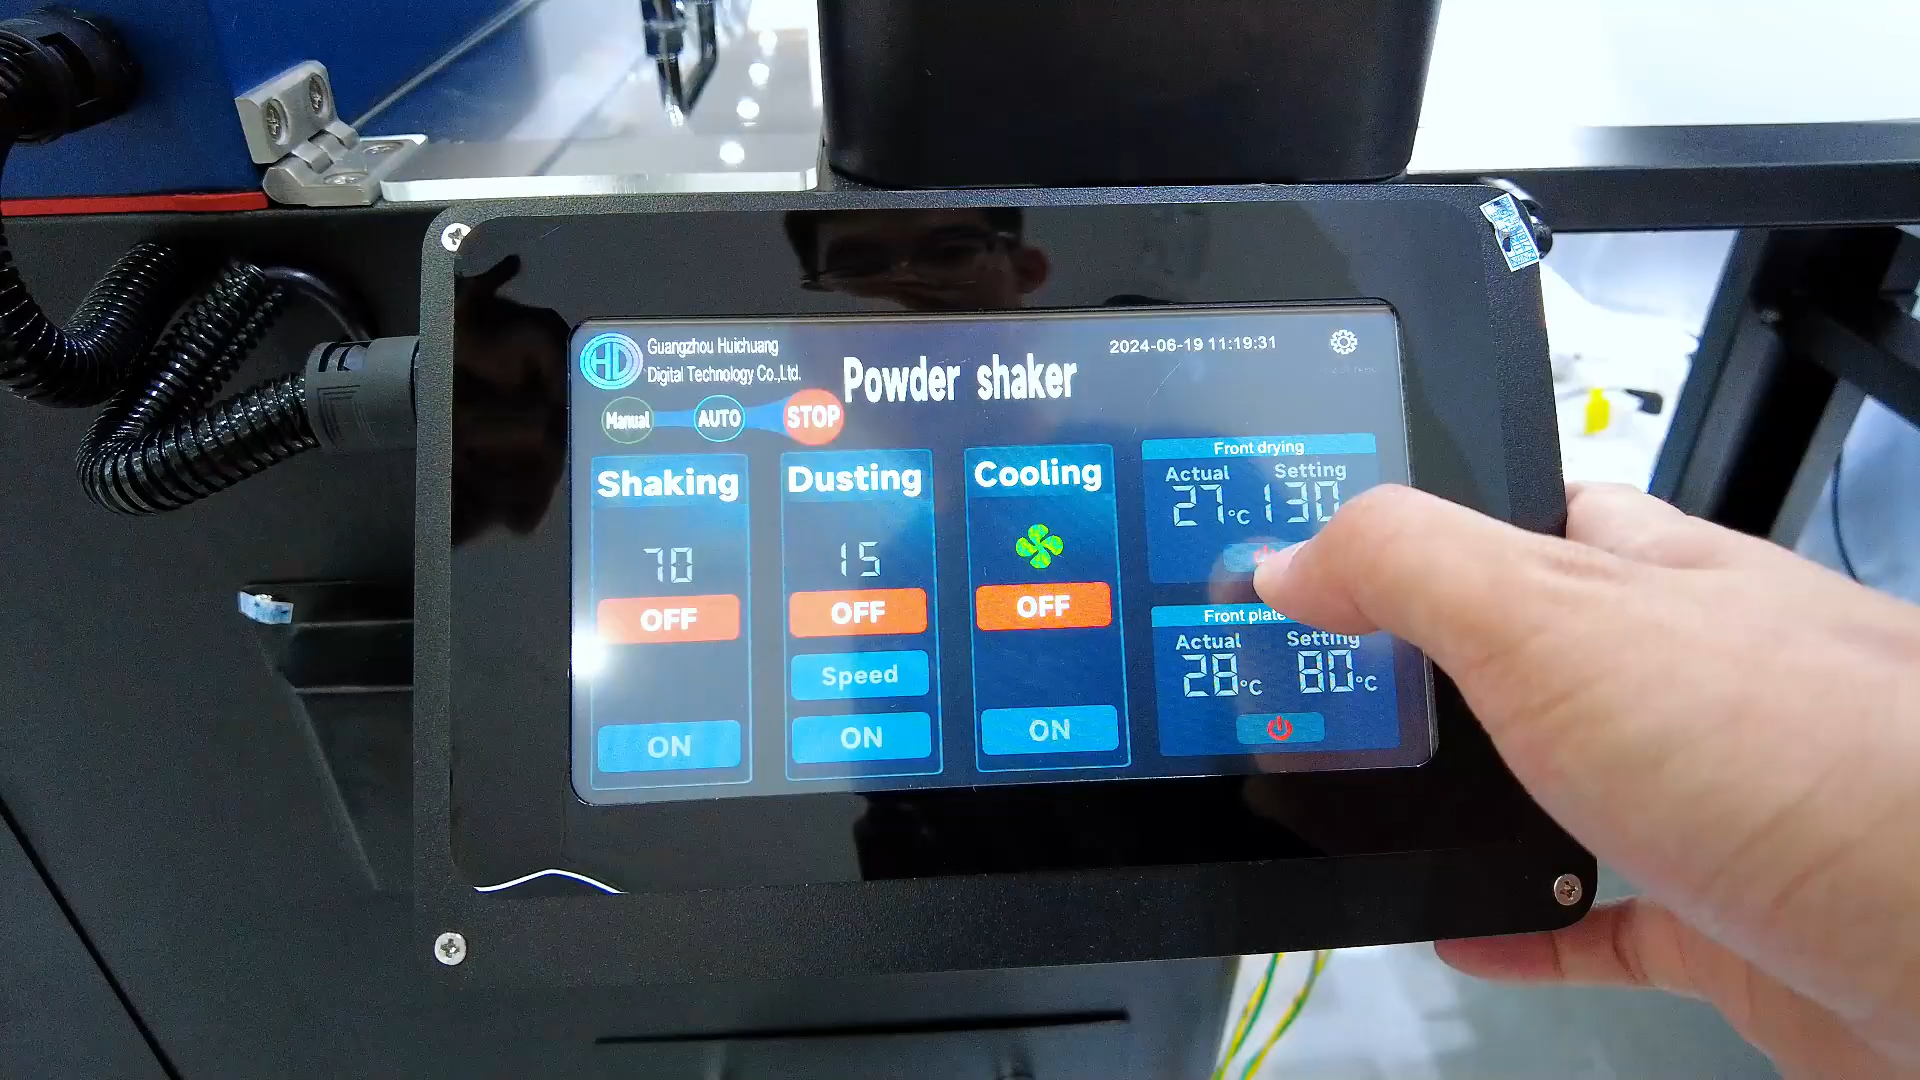 HD
Guangzhou Huichuang
Digital Technology Co.,Ltd.
Powder shaker
2024-06-19 11:19:31
Manual
AUTO
STOP
Shaking
70
OFF
ON
Dusting
15
OFF
Speed
ON
Cooling
OFF
ON
Front drying
Actual Setting
27°C 130
Front plate
Actual Setting
28°C 80°C